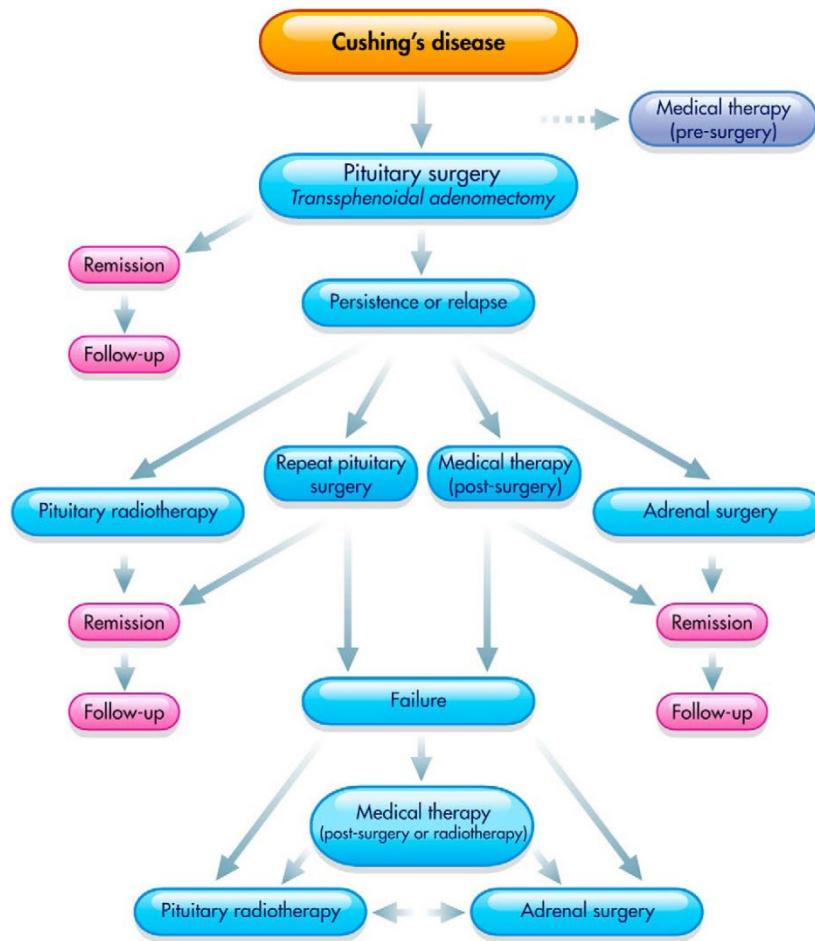 Cushing's disease
Medical therapy
(pre-surgery)
Pituitary surgery
Transsphenoidal adenomectomy
Remission
Persistence or relapse
Follow-up
Repeat pituitary
surgery
Medical therapy
(post-surgery)
Pituitary radiotherapy
Adrenal surgery
Remission
Remission
Follow-up
Failure
Follow-up
Medical therapy
(post-surgery or radiotherapy)
Pituitary radiotherapy
Adrenal surgery